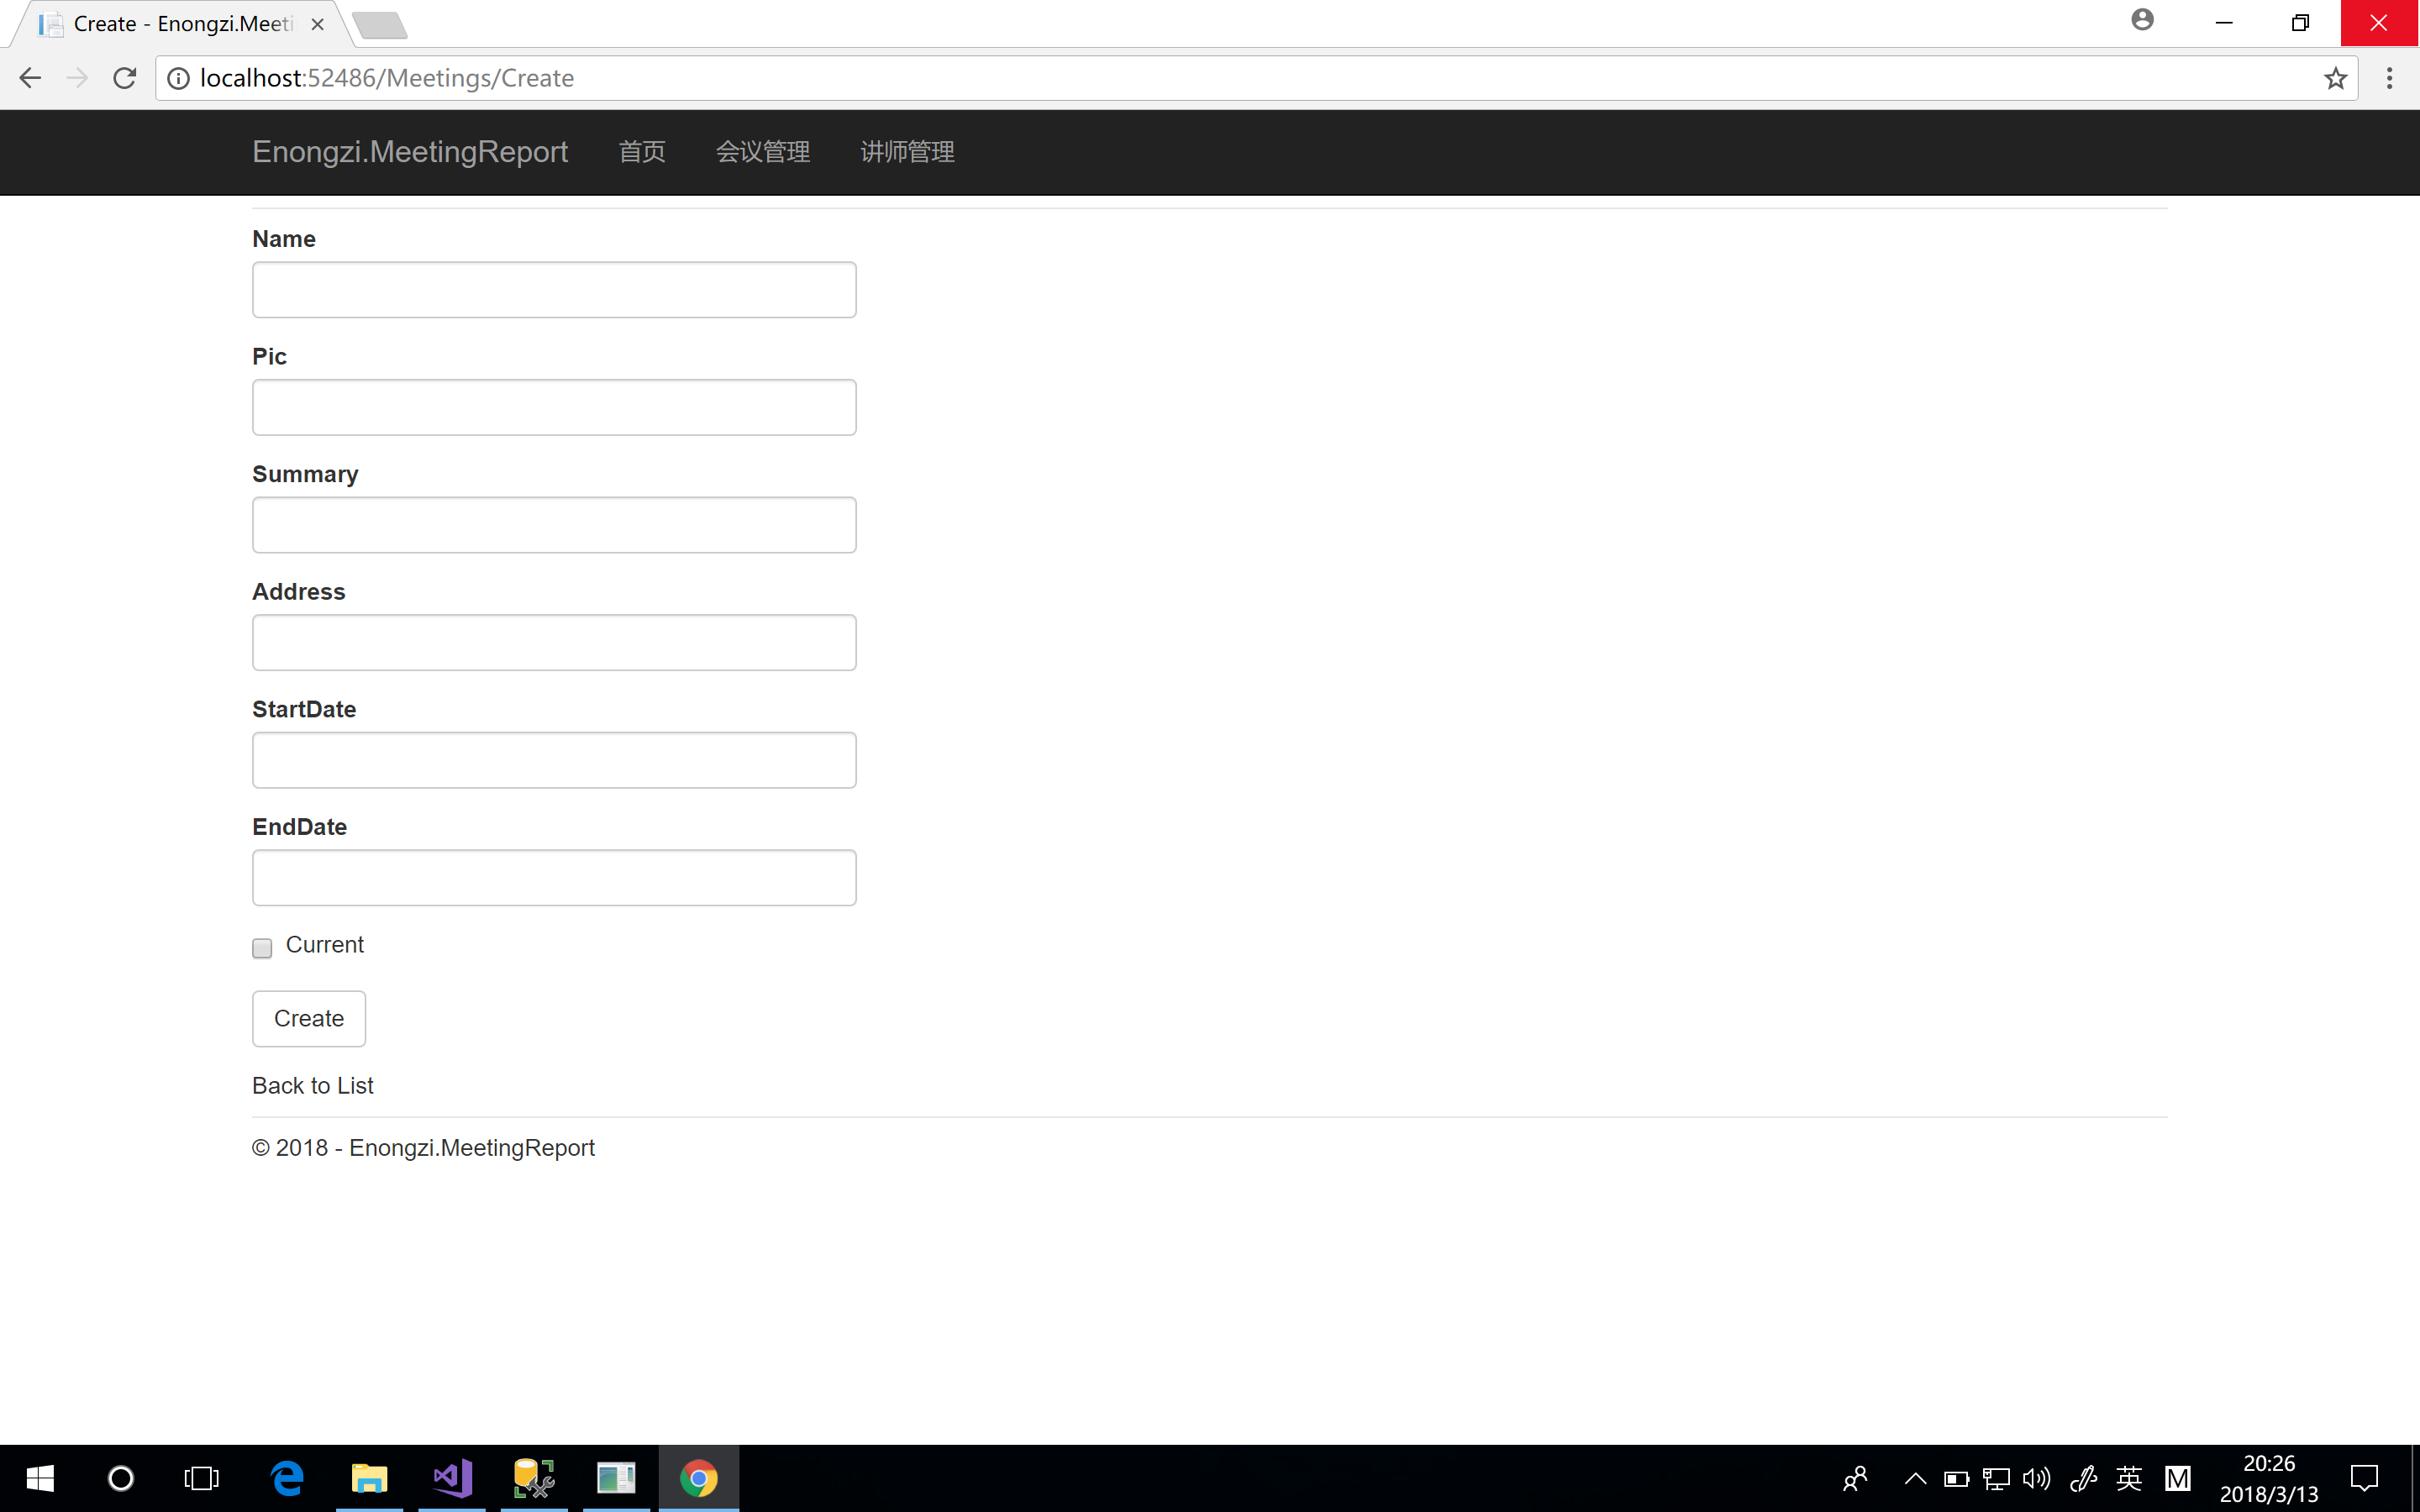 Create - Enongzi.Meeti
localhost:52486/Meetings/Create
Enongzi.MeetingReport 首页 会议管理 讲师管理
Name
Pic
Summary
Address
StartDate
EndDate
Current
Create
Back to List
© 2018 - Enongzi.MeetingReport
英 M 20:26
2018/3/13